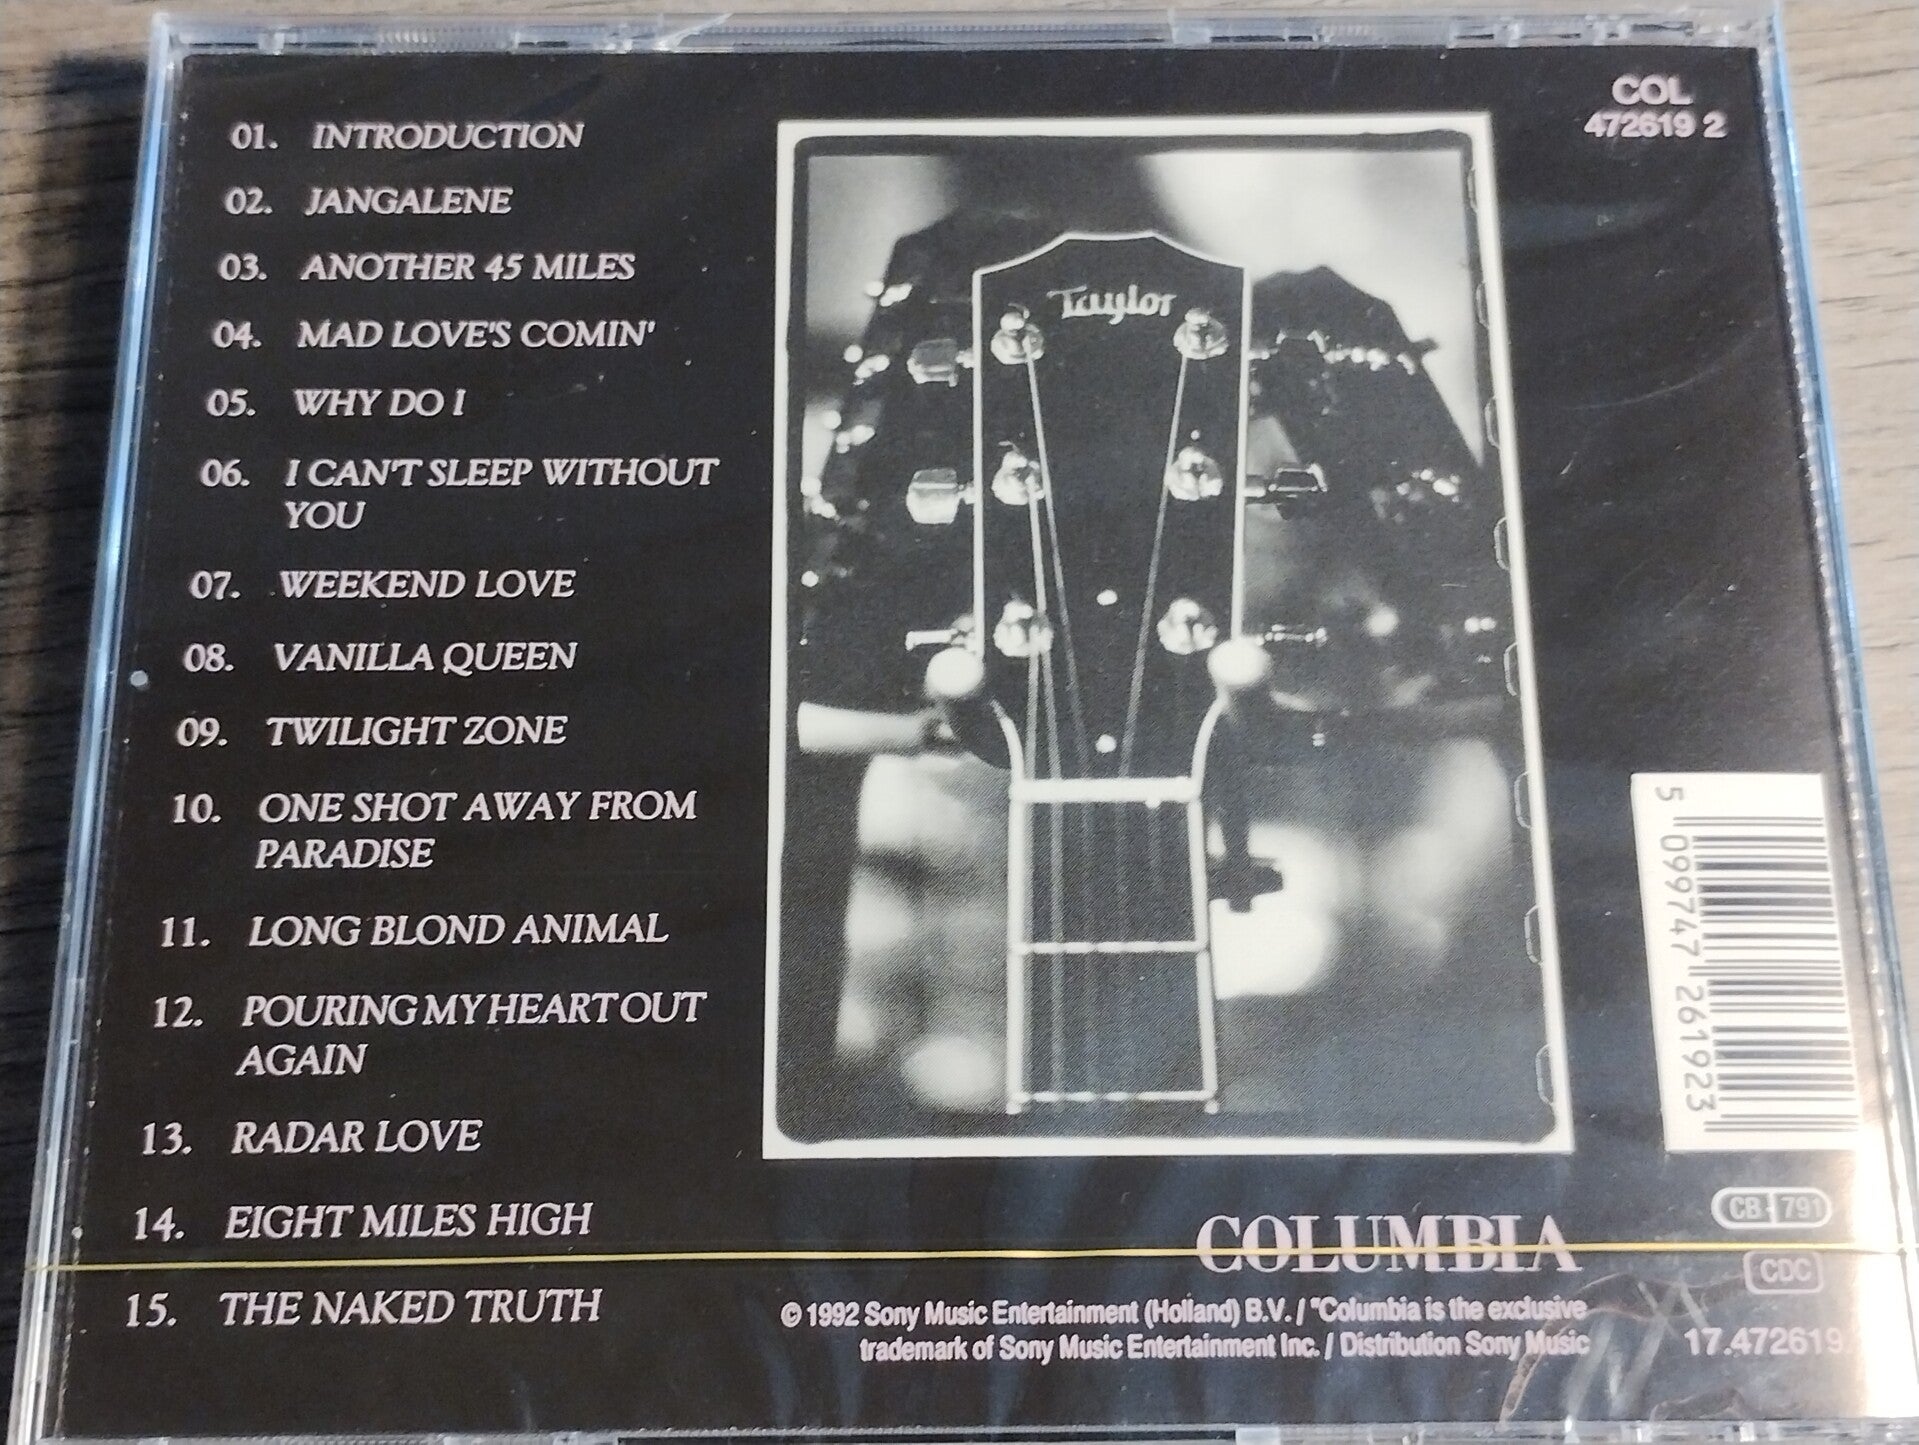 01. INTRODUCTION
02. JANGALENE
03. ANOTHER 45 MILES
04. MAD LOVE'S COMIN'
05. WHY DO I
06. I CAN'T SLEEP WITHOUT
YOU
07. WEEKEND LOVE
08. VANILLA QUEEN
09. TWILIGHT ZONE
10. ONE SHOT AWAY FROM
PARADISE
11. LONG BLOND ANIMAL
12. POURING MY HEART OUT
AGAIN
13. RADAR LOVE
14. EIGHT MILES HIGH
15. THE NAKED TRUTH
Taylor
COL
472619 2
5 099747 261923
COLUMBIA
© 1992 Sony Music Entertainment (Holland) B.V. / "Columbia is the exclusive
trademark of Sony Music Entertainment Inc. / Distribution Sony Music
CB 791
CDC
17.472619